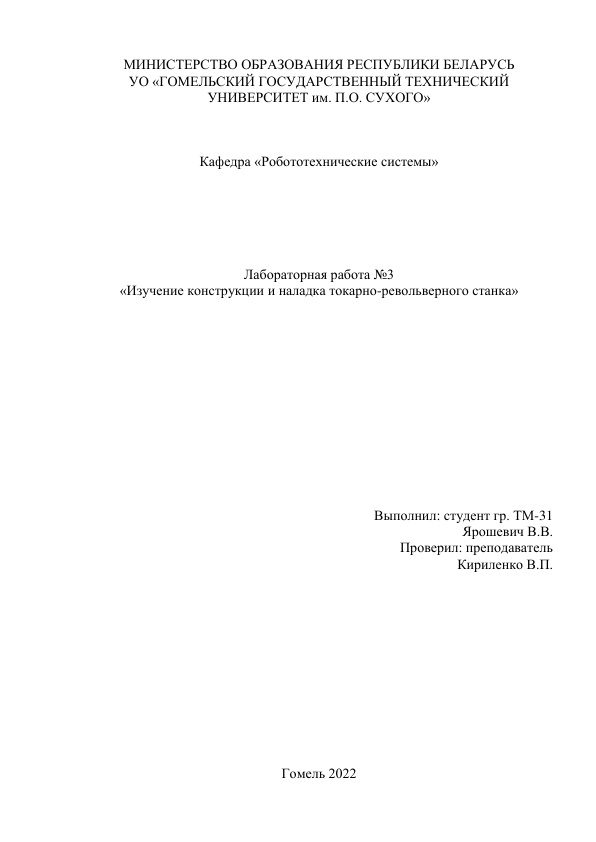 МИНИСТЕРСТВО ОБРАЗОВАНИЯ РЕСПУБЛИКИ БЕЛАРУСЬ
УО «ГОМЕЛЬСКИЙ ГОСУДАРСТВЕННЫЙ ТЕХНИЧЕСКИЙ
УНИВЕРСИТЕТ им. П.О. СУХОГО»
Кафедра «Робототехнические системы»
Лабораторная работа №3
«Изучение конструкции и наладка токарно-револьверного станка»
Выполнил: студент гр. ТМ-31
Ярошевич В.В.
Проверил: преподаватель
Кириленко В.П.
Гомель 2022